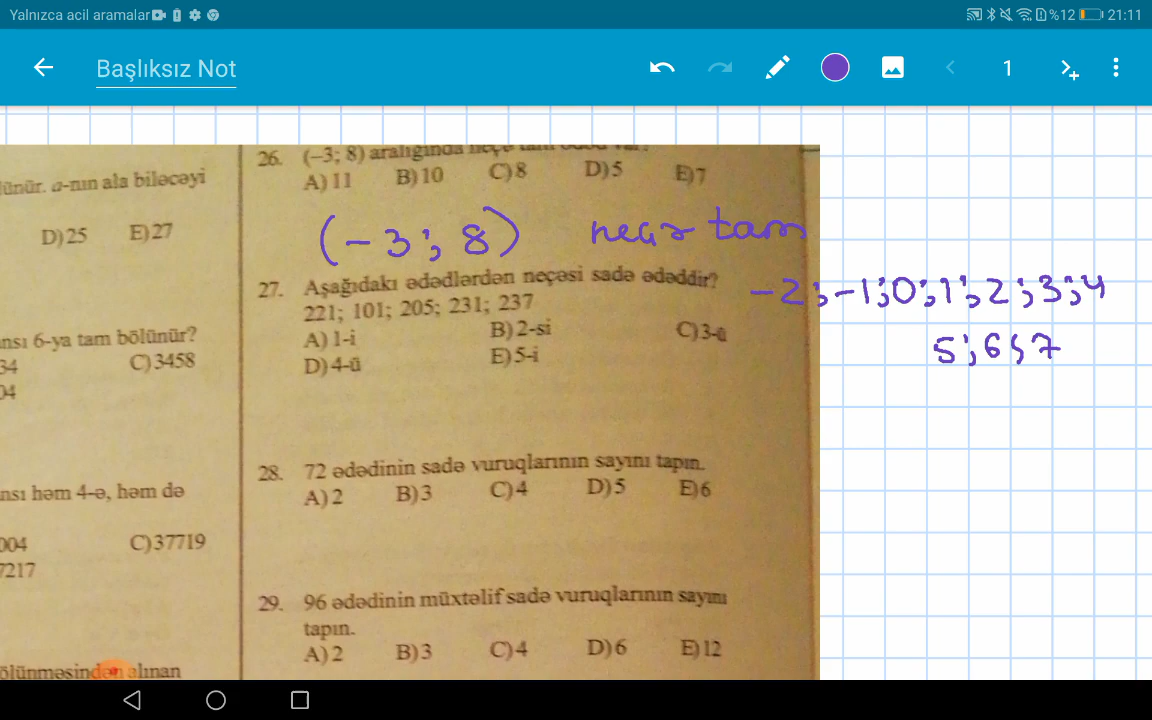 Yalnızca acil aramalar %12 21:11
Başlıksız Not 1
26. (–3; 8) aralığında neçə tam ədəd var?
A) 11 B) 10 C) 8 D) 5 E) 7
(-3; 8) neçə tam
-2; -1; 0; 1; 2; 3; 4
5; 6; 7
lünür. a-nın ala biləcəyi
D) 25 E) 27
nsı 6-ya tam bölünür?
34 C) 3458
04
nsı həm 4-ə, həm də
004 C) 37719
7217
ölünməsindən alınan
27. Aşağıdakı ədədlərdən neçəsi sadə ədəddir?
221; 101; 205; 231; 237
A) 1-i B) 2-si C) 3-ü
D) 4-ü E) 5-i
28. 72 ədədinin sadə vuruqlarının sayını tapın.
A) 2 B) 3 C) 4 D) 5 E) 6
29. 96 ədədinin müxtəlif sadə vuruqlarının sayını
tapın.
A) 2 B) 3 C) 4 D) 6 E) 12